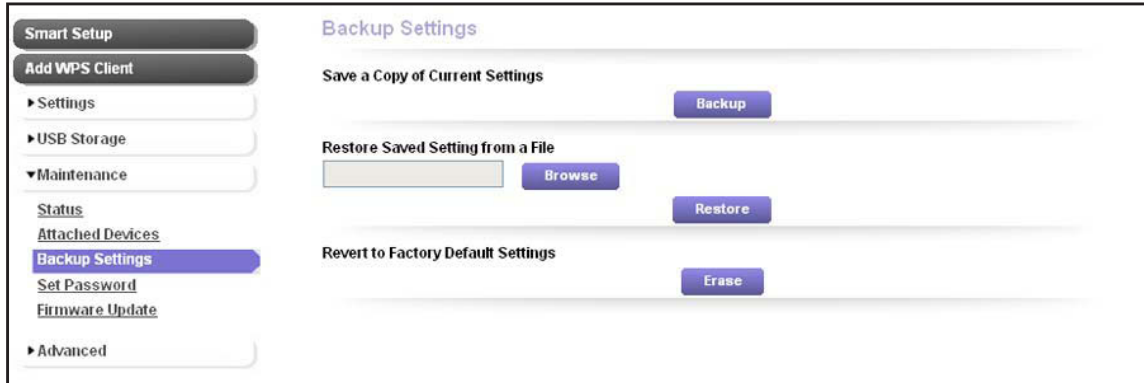 Smart Setup
Add WPS Client
Settings
USB Storage
Maintenance
Status
Attached Devices
Backup Settings
Set Password
Firmware Update
Advanced
Backup Settings
Save a Copy of Current Settings
Backup
Restore Saved Setting from a File
Browse
Restore
Revert to Factory Default Settings
Erase